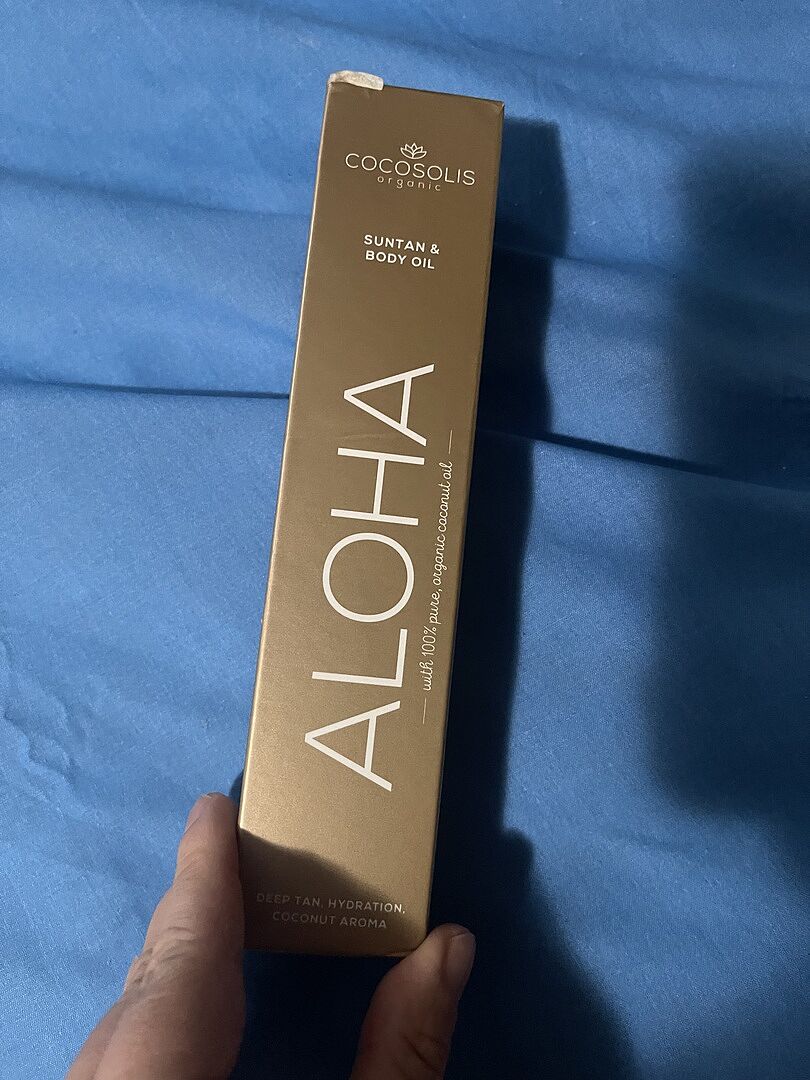 COCOSOLIS
organic
SUNTAN &
BODY OIL
ALOHA
with 100% pure, organic coconut oil
DEEP TAN, HYDRATION,
COCONUT AROMA